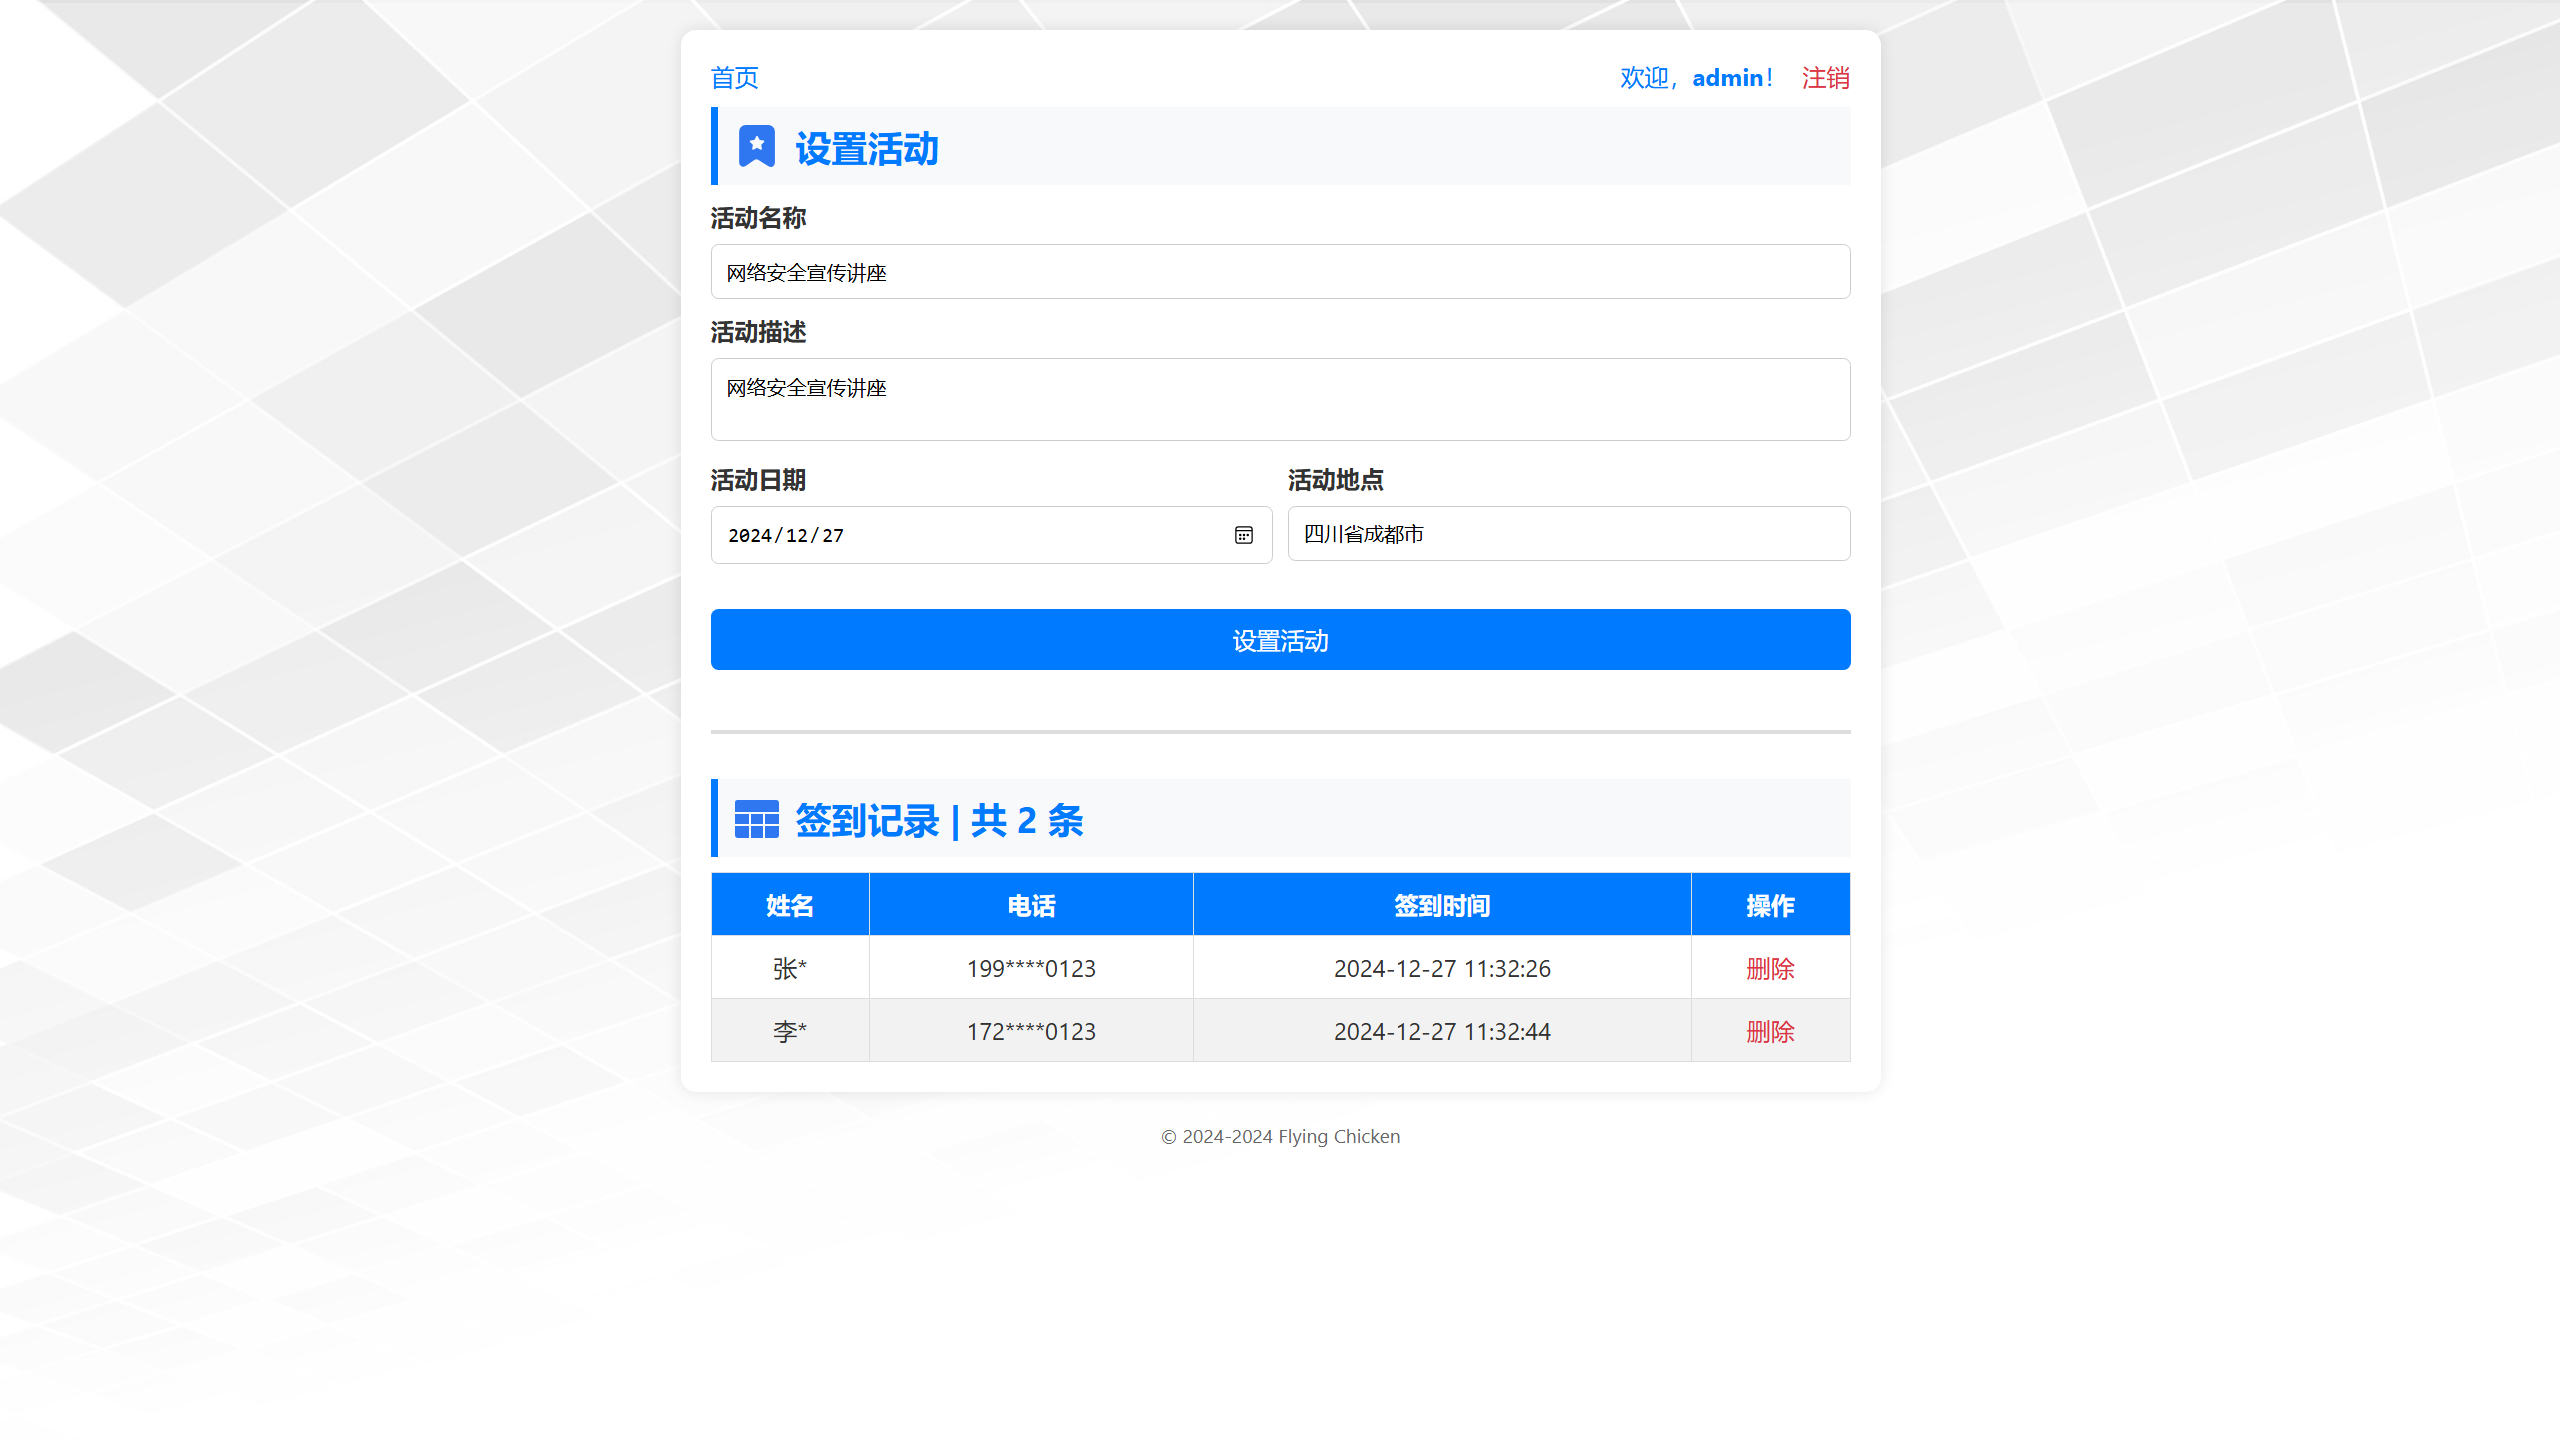 首页
欢迎，admin！ 注销
设置活动
活动名称
网络安全宣传讲座
活动描述
网络安全宣传讲座
活动日期 活动地点
2024/12/27 四川省成都市
设置活动
签到记录 | 共 2 条
姓名 电话 签到时间 操作
张* 199****0123 2024-12-27 11:32:26 删除
李* 172****0123 2024-12-27 11:32:44 删除
© 2024-2024 Flying Chicken